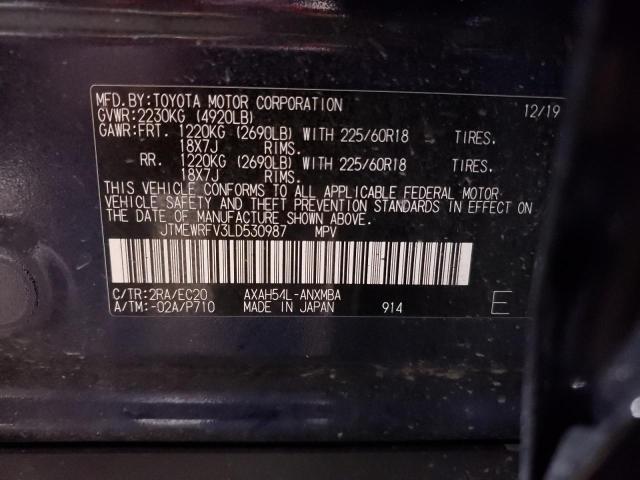 MFD.BY:TOYOTA MOTOR CORPORATION 12/19
GVWR:2230KG (4920LB)
GAWR:FRT. 1220KG (2690LB) WITH 225/60R18 TIRES.
18X7J RIMS.
RR. 1220KG (2690LB) WITH 225/60R18 TIRES.
18X7J RIMS.
THIS VEHICLE CONFORMS TO ALL APPLICABLE FEDERAL MOTOR
VEHICLE SAFETY AND THEFT PREVENTION STANDARDS IN EFFECT ON
THE DATE OF MANUFACTURE SHOWN ABOVE.
JTMEWRFV3LD530987 MPV
C/TR:2RA/EC20 AXAH54L-ANXMBA
A/TM:-02A/P710 MADE IN JAPAN 914 E